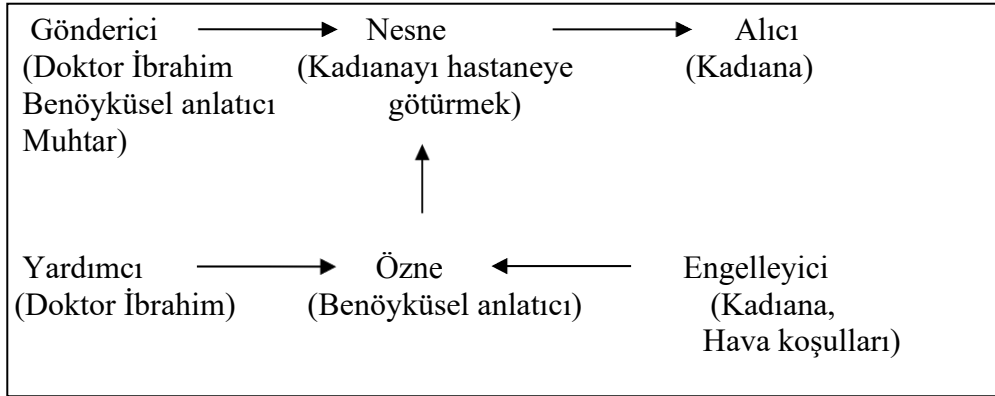 Gönderici Nesne Alıcı
(Doktor İbrahim (Kadıanayı hastaneye (Kadıana)
Benöyküsel anlatıcı götürmek)
Muhtar)
Yardımcı Özne Engelleyici
(Doktor İbrahim) (Benöyküsel anlatıcı) (Kadıana,
Hava koşulları)